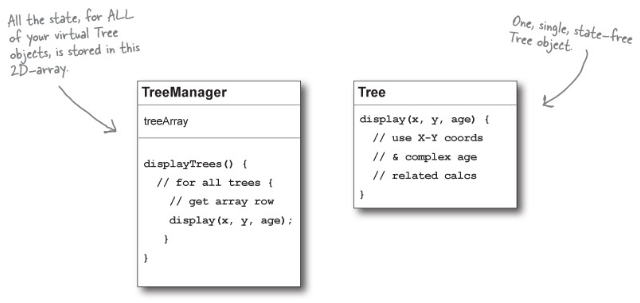 All the state, for ALL
of your virtual Tree
objects, is stored in this
2D-array.
One, single, state-free
Tree object.
TreeManager
treeArray
displayTrees() {
// for all trees {
// get array row
display(x, y, age);
}
}
Tree
display(x, y, age) {
// use X-Y coords
// & complex age
// related calcs
}